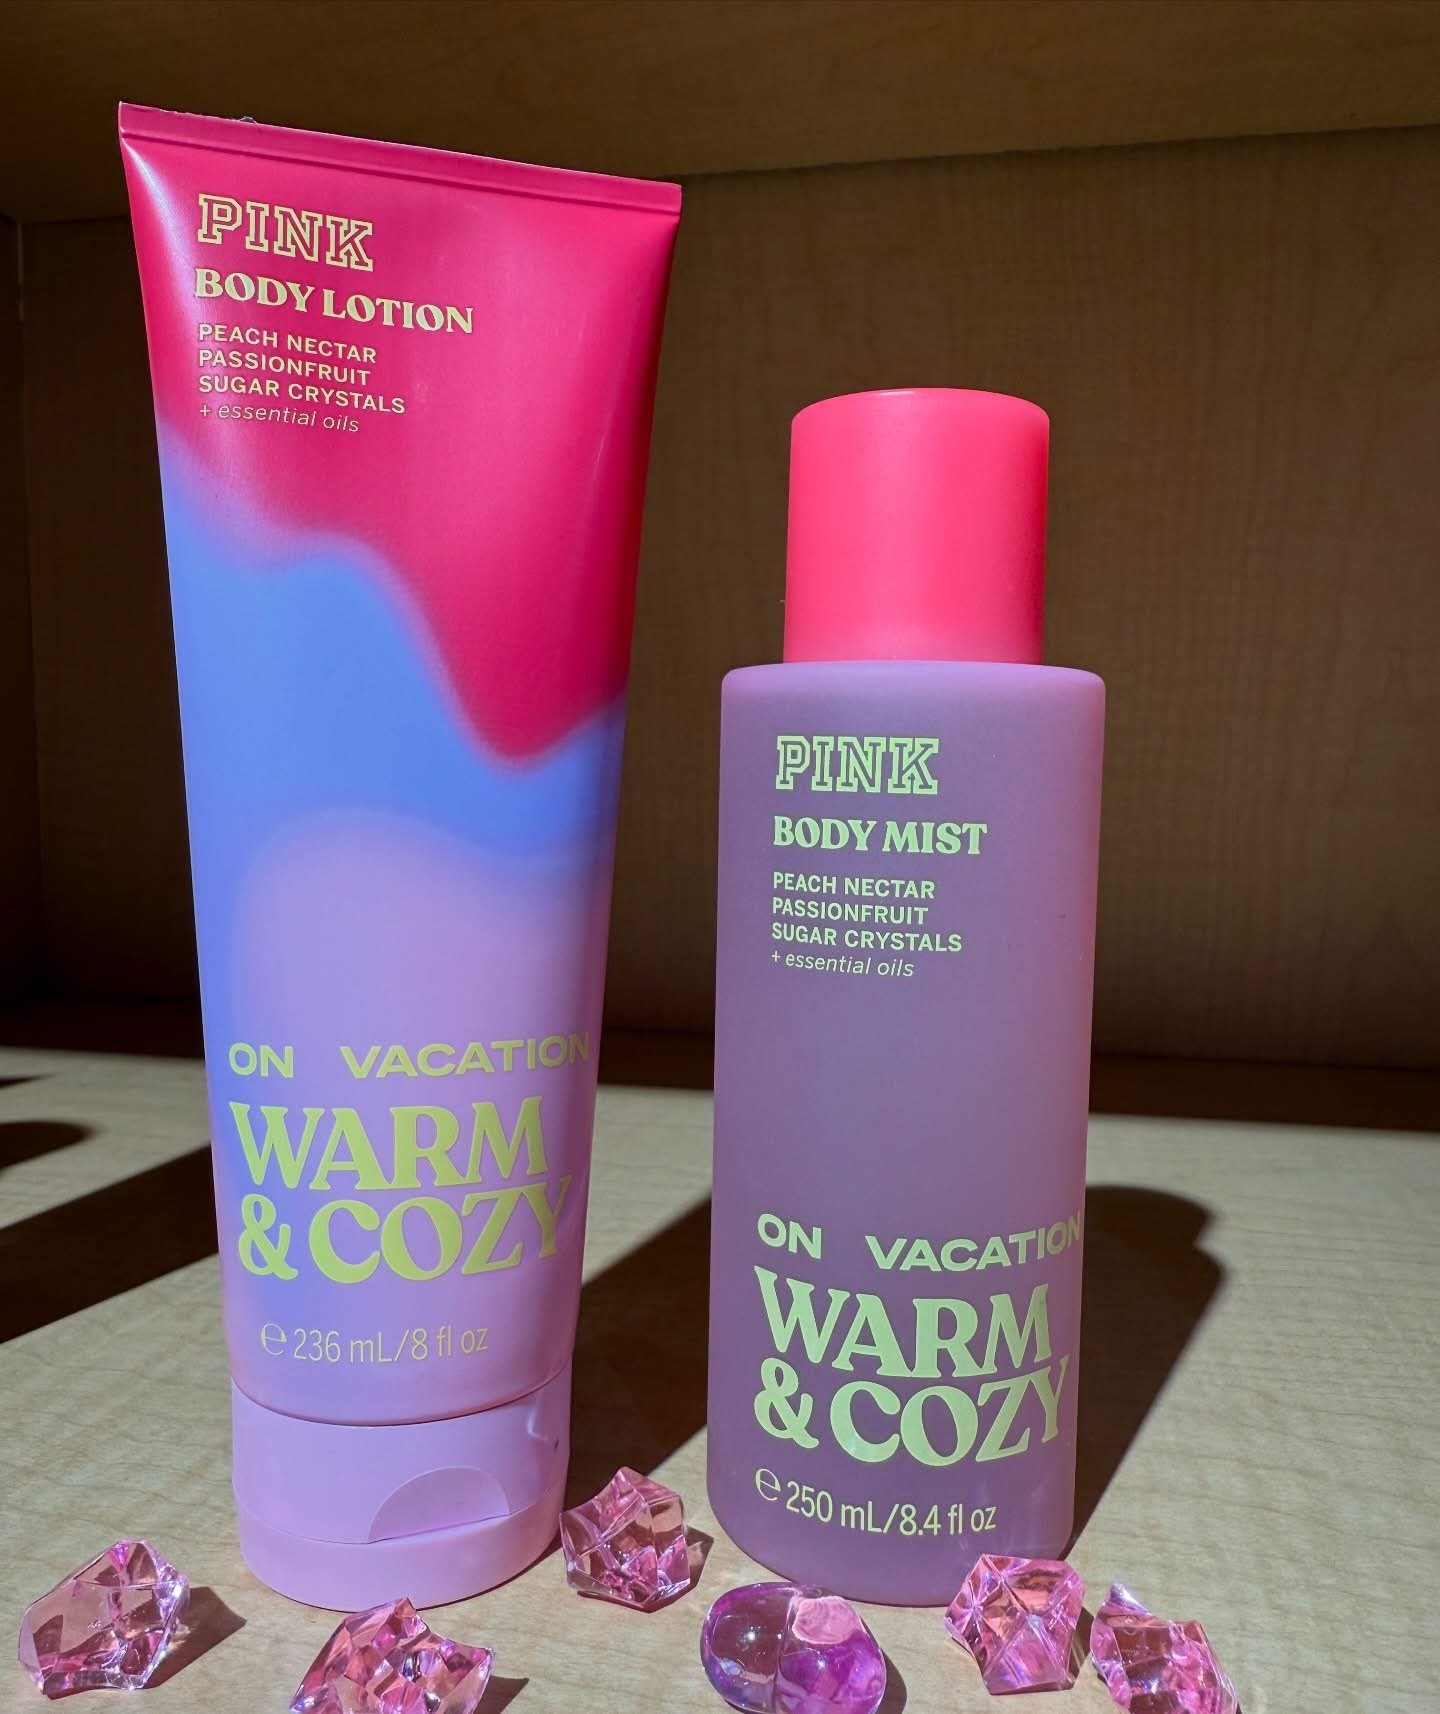 PINK
BODY LOTION
PEACH NECTAR
PASSIONFRUIT
SUGAR CRYSTALS
+ essential oils
ON VACATION
WARM
& COZY
℮ 236 mL/8 fl oz
PINK
BODY MIST
PEACH NECTAR
PASSIONFRUIT
SUGAR CRYSTALS
+ essential oils
ON VACATION
WARM
& COZY
℮ 250 mL/8.4 fl oz